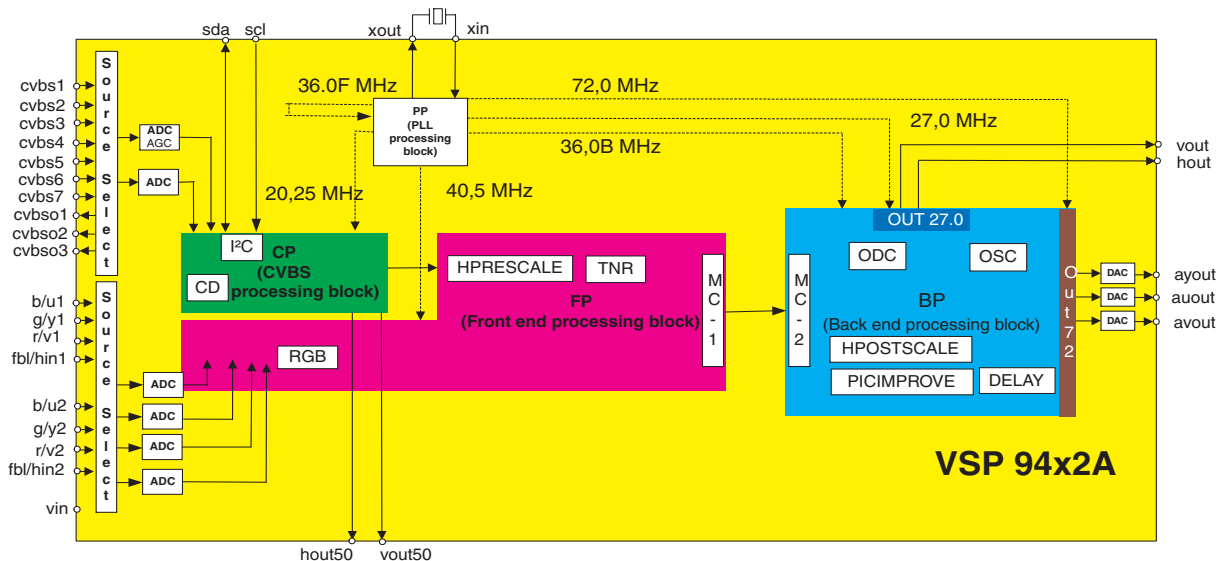 sda
scl
xout
xin
cvbs1
cvbs2
cvbs3
cvbs4
cvbs5
cvbs6
cvbs7
cvbso1
cvbso2
cvbso3
Source Select
ADC
AGC
ADC
36.0F MHz
72,0 MHz
PP
(PLL
processing
block)
27,0 MHz
36,0B MHz
20,25 MHz
40,5 MHz
vout
hout
I²C
CP
(CVBS
processing block)
CD
HPRESCALE
TNR
FP
(Front end processing block)
MC-1
RGB
MC-2
OUT 27.0
ODC
OSC
BP
(Back end processing block)
HPOSTSCALE
PICIMPROVE
DELAY
Out72
DAC
DAC
DAC
ayout
auout
avout
b/u1
g/y1
r/v1
fbl/hin1
b/u2
g/y2
r/v2
fbl/hin2
vin
Source Select
ADC
ADC
ADC
ADC
VSP 94x2A
hout50
vout50